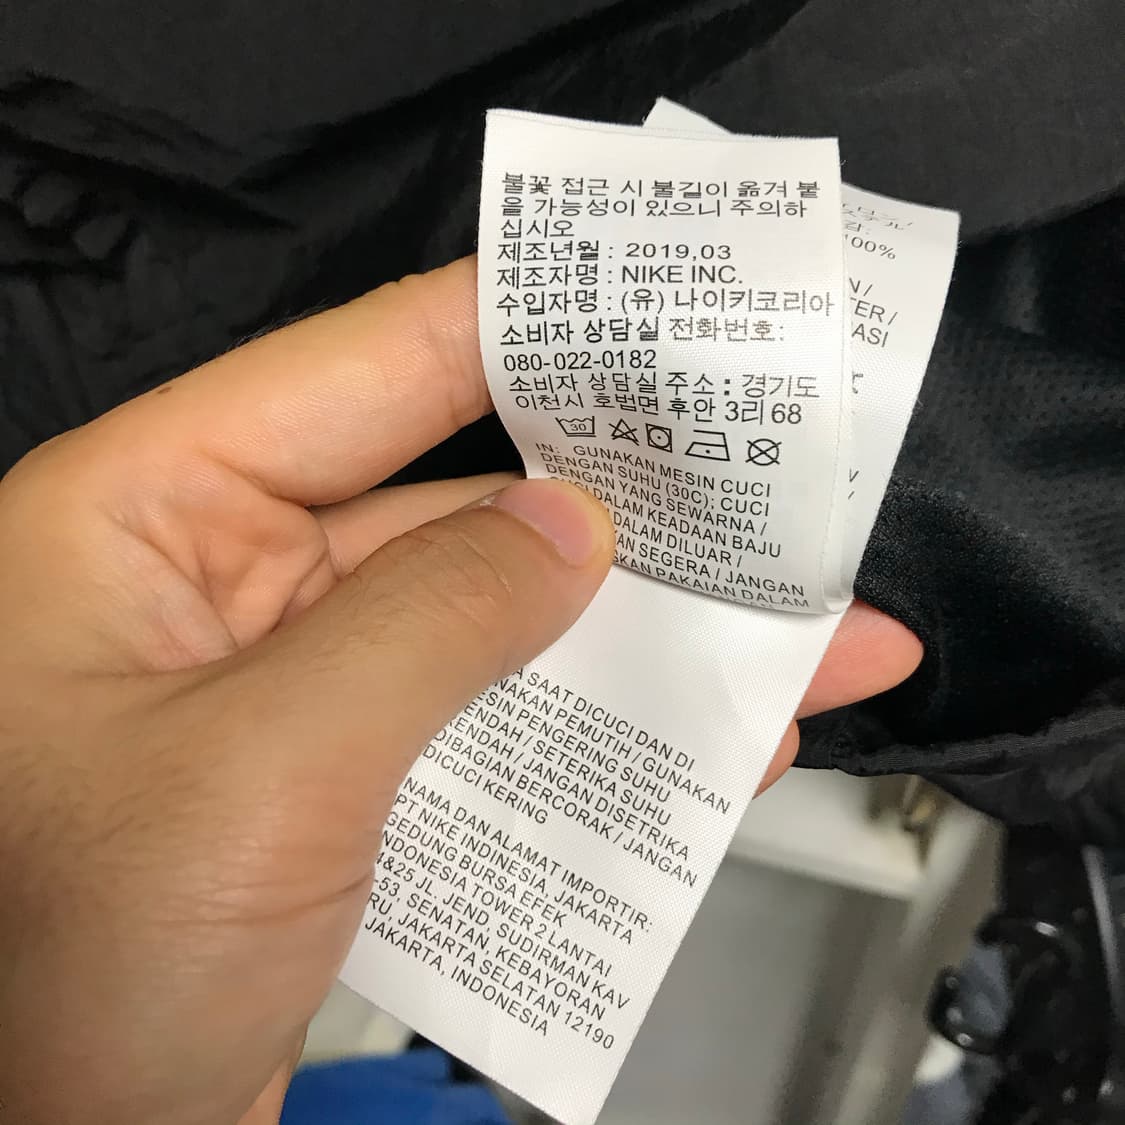 불꽃 접근 시 불길이 옮겨 붙
을 가능성이 있으니 주의하
십시오
제조년월 : 2019,03
제조자명 : NIKE INC.
수입자명 : (유) 나이키코리아
소비자 상담실 전화번호:
080-022-0182
소비자 상담실 주소 : 경기도
이천시 호법면 후안 3리 68
30
IN: GUNAKAN MESIN CUCI
DENGAN SUHU (30C); CUCI
DENGAN YANG SEWARNA /
DALAM KEADAAN BAJU
DALAM DILUAR /
SEGERA / JANGAN
PAKAIAN DALAM
SAAT DICUCI DAN DI
PEMUTIH / GUNAKAN
PENGERING SUHU
/ SETERIKA SUHU
RENDAH / JANGAN DISETRIKA
DIBAGIAN BERCORAK / JANGAN
DICUCI KERING
NAMA DAN ALAMAT IMPORTIR:
PT NIKE INDINESIA, JAKARTA
GEDUNG BURSA EFEK
INDONESIA TOWER 2 LANTAI
JL. JEND, SUDIRMAN KAV
-53, SENATAN, KEBAYORAN
JAKARTA SELATAN 12190
JAKARTA, INDONESIA
100%